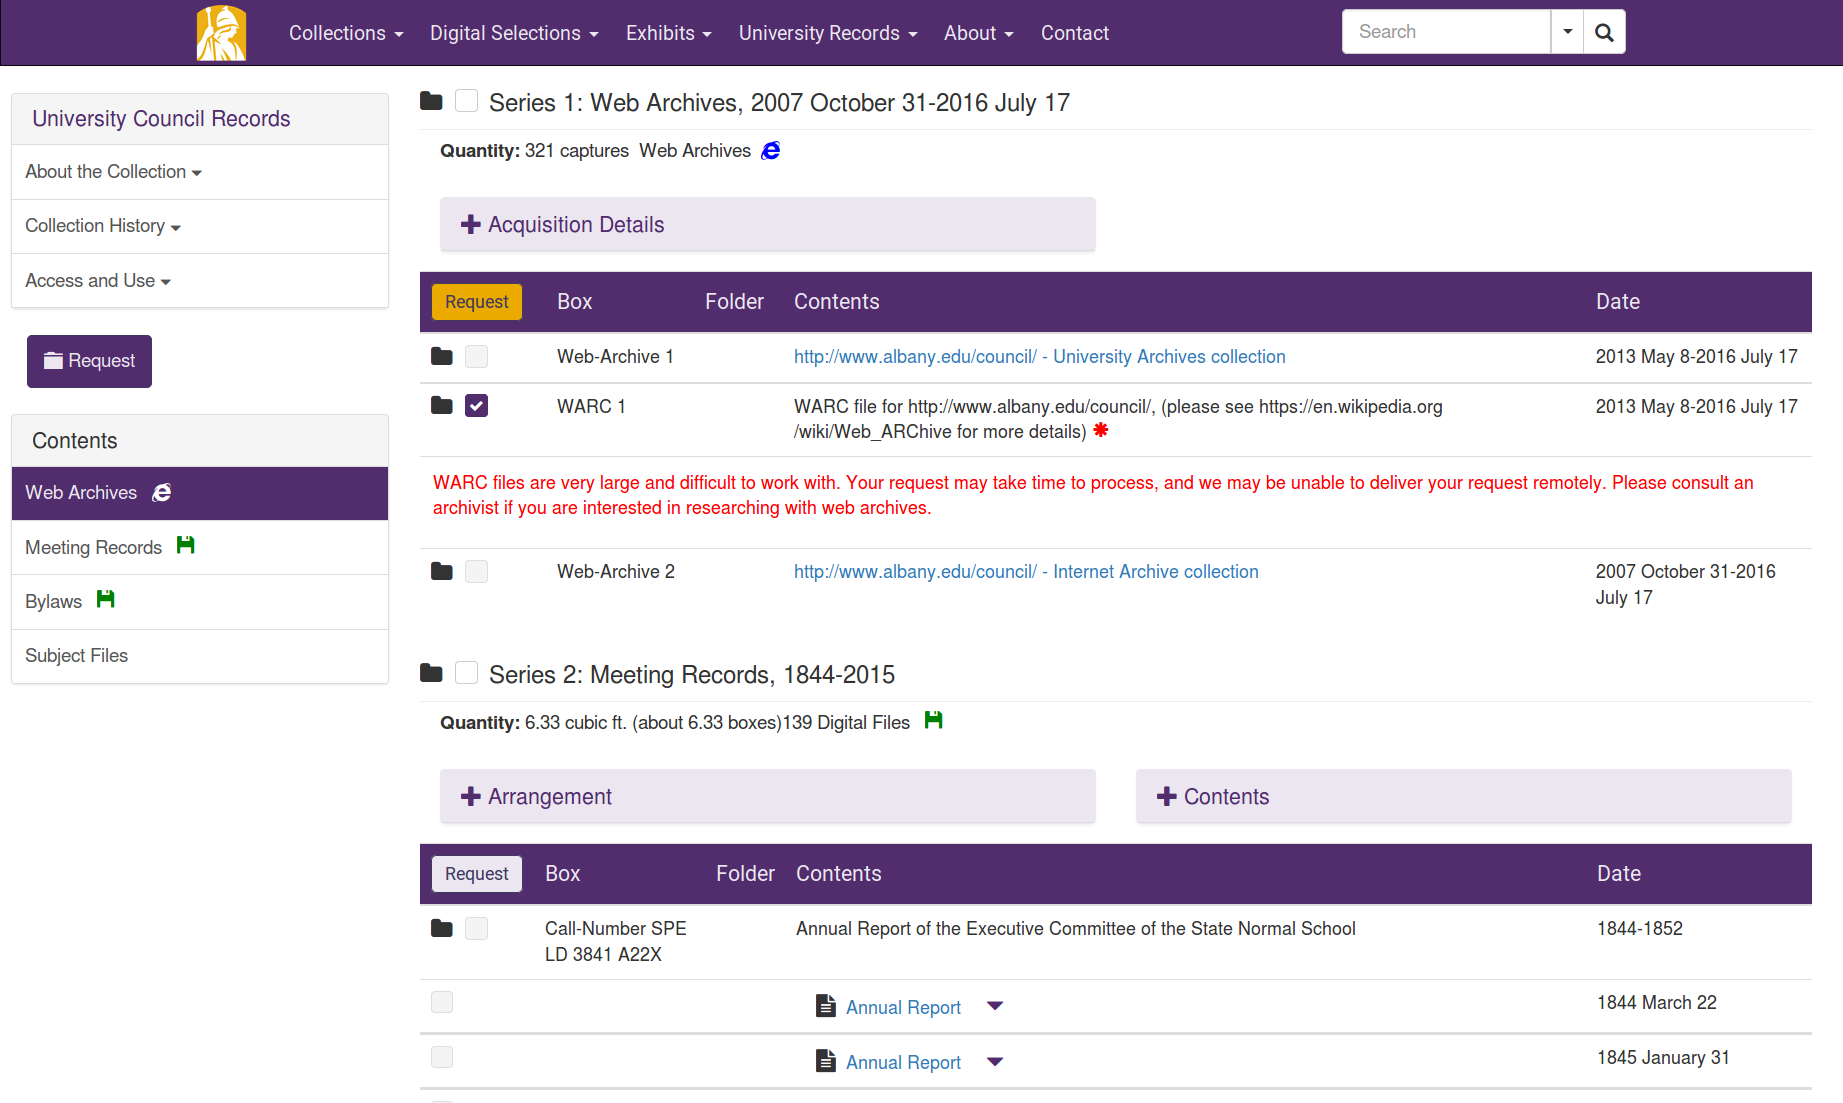 Collections
Digital Selections
Exhibits
University Records
About
Contact
Search
University Council Records
About the Collection
Collection History
Access and Use
Request
Contents
Web Archives
Meeting Records
Bylaws
Subject Files
Series 1: Web Archives, 2007 October 31-2016 July 17
Quantity: 321 captures Web Archives
Acquisition Details
Request Box Folder Contents Date
Web-Archive 1 http://www.albany.edu/council/ - University Archives collection 2013 May 8-2016 July 17
WARC 1 WARC file for http://www.albany.edu/council/, (please see https://en.wikipedia.org 2013 May 8-2016 July 17
/wiki/Web_ARChive for more details)
WARC files are very large and difficult to work with. Your request may take time to process, and we may be unable to deliver your request remotely. Please consult an
archivist if you are interested in researching with web archives.
Web-Archive 2 http://www.albany.edu/council/ - Internet Archive collection 2007 October 31-2016
July 17
Series 2: Meeting Records, 1844-2015
Quantity: 6.33 cubic ft. (about 6.33 boxes)139 Digital Files
Arrangement
Contents
Request Box Folder Contents Date
Call-Number SPE Annual Report of the Executive Committee of the State Normal School 1844-1852
LD 3841 A22X
Annual Report 1844 March 22
Annual Report 1845 January 31